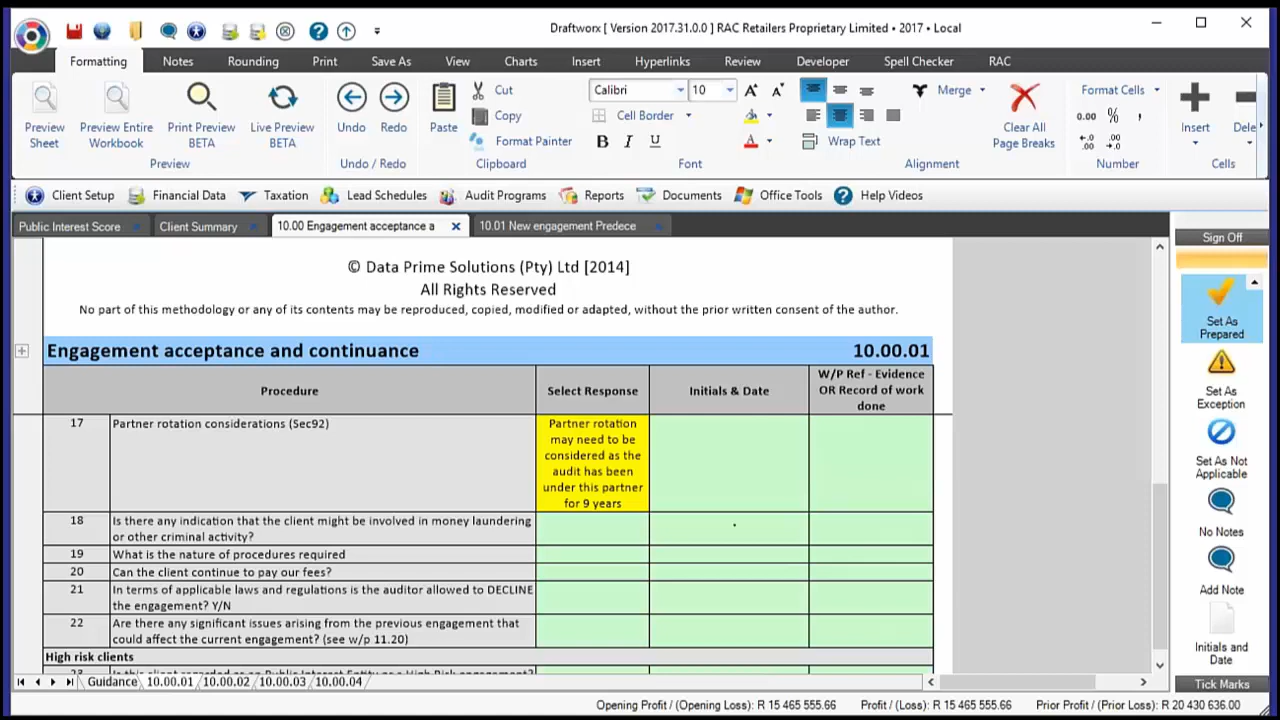 Draftworx [ Version 2017.31.0.0 ] RAC Retailers Proprietary Limited • 2017 • Local
Formatting Notes Rounding Print Save As View Charts Insert Hyperlinks Review Developer Spell Checker RAC
Preview Sheet
Preview Entire Workbook
Print Preview BETA
Live Preview BETA
Preview
Undo
Redo
Undo / Redo
Paste
Cut
Copy
Format Painter
Clipboard
Calibri 10
Cell Border
B I U A
Font
Merge
Wrap Text
Alignment
Clear All Page Breaks
Format Cells
0.00 % ,
Number
Insert
Dele
Cells
Client Setup Financial Data Taxation Lead Schedules Audit Programs Reports Documents Office Tools Help Videos
Public Interest Score Client Summary 10.00 Engagement acceptance a 10.01 New engagement Predece
© Data Prime Solutions (Pty) Ltd [2014]
All Rights Reserved
No part of this methodology or any of its contents may be reproduced, copied, modified or adapted, without the prior written consent of the author.
Engagement acceptance and continuance 10.00.01
Procedure
Select Response
Initials & Date
W/P Ref - Evidence
OR Record of work
done
17 Partner rotation considerations (Sec92)
Partner rotation
may need to be
considered as the
audit has been
under this partner
for 9 years
18 Is there any indication that the client might be involved in money laundering
or other criminal activity?
19 What is the nature of procedures required
20 Can the client continue to pay our fees?
21 In terms of applicable laws and regulations is the auditor allowed to DECLINE
the engagement? Y/N
22 Are there any significant issues arising from the previous engagement that
could affect the current engagement? (see w/p 11.20)
High risk clients
23 Is this client regarded as an Public Interest Entity or a High Risk engagement?
Guidance 10.00.01 10.00.02 10.00.03 10.00.04
Sign Off
Set As
Prepared
Set As
Exception
Set As Not
Applicable
No Notes
Add Note
Initials and
Date
Tick Marks
Opening Profit / (Opening Loss): R 15 465 555.66 Profit / (Loss): R 15 465 555.66 Prior Profit / (Prior Loss): R 20 430 636.00